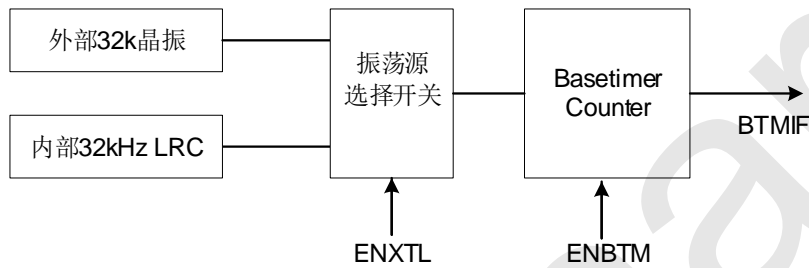 外部32k晶振
内部32kHz LRC
振荡源
选择开关
Basetimer
Counter
BTMIF
ENXTL
ENBTM